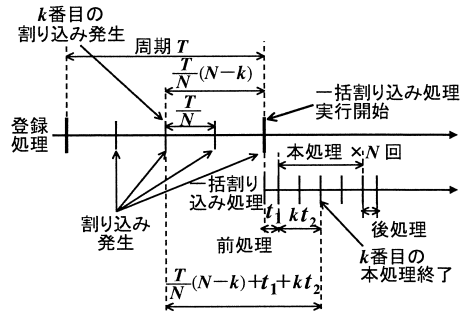 k番目の
割り込み発生
周期 T
T/N (N−k)
T/N
一括割り込み処理
実行開始
登録
処理
本処理 ×N 回
一括割り
込み処理
t1 kt2
割り込み
発生
前処理
後処理
k番目の
本処理終了
T/N (N−k)+t1+kt2